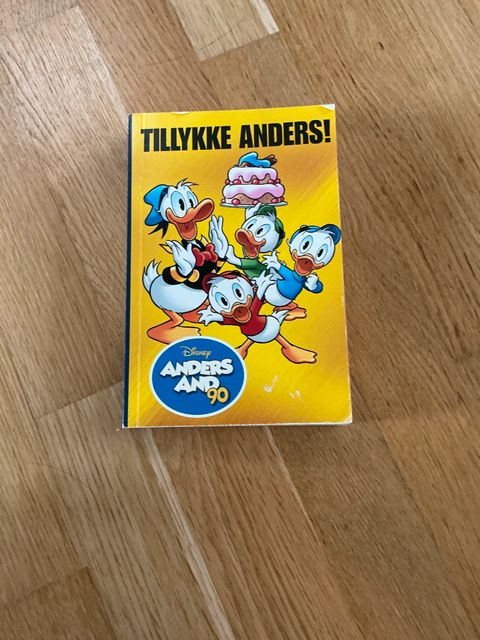 TILLYKKE ANDERS!
Disney
ANDERS
AND
90